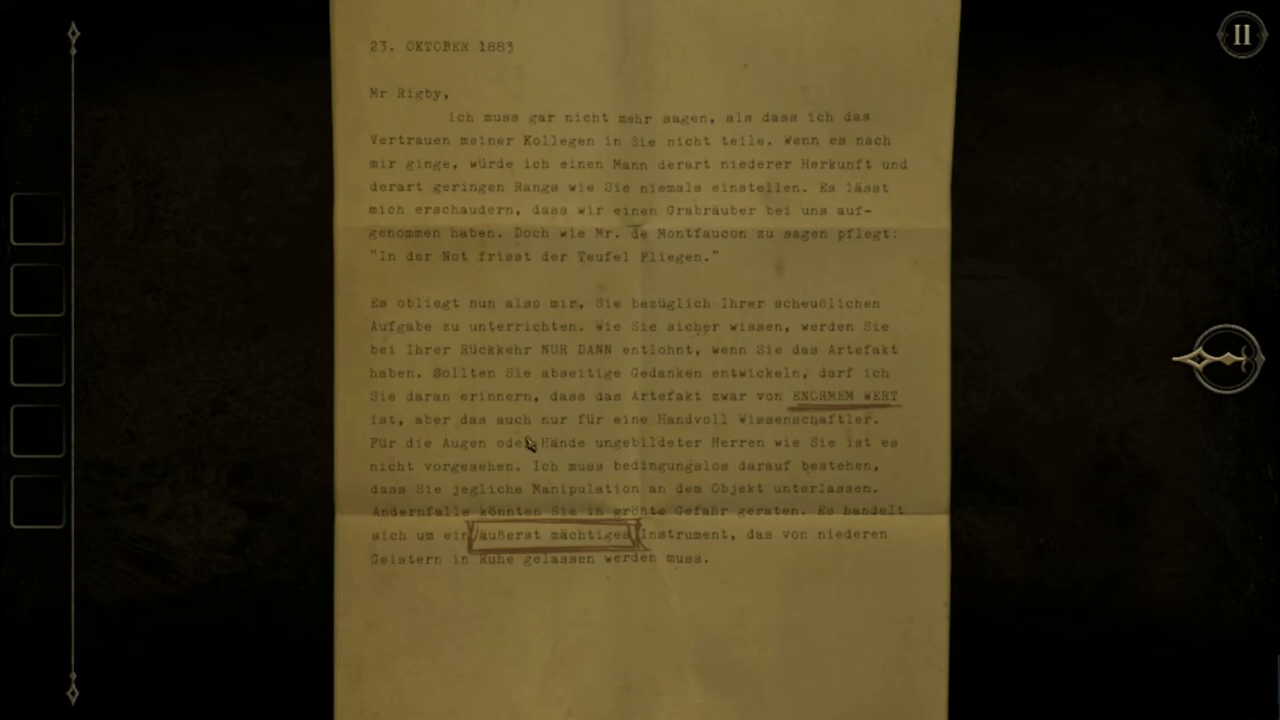 23. OKTOBER 1883
Mr Rigby,
ich muss gar nicht mehr sagen, als dass ich das
Vertrauen meiner Kollegen in Sie nicht teile. Wenn es nach
mir ginge, würde ich einen Mann derart niederer Herkunft und
derart geringen Rangs wie Sie niemals einstellen. Es lässt
mich erschaudern, dass wir einen Grabräuber bei uns auf-
genommen haben. Doch wie Mr. de Montfaucon zu sagen pflegt:
"In der Not frisst der Teufel Fliegen."
Es obliegt nun also mir, Sie bezüglich Ihrer scheußlichen
Aufgabe zu unterrichten. Wie Sie sicher wissen, werden Sie
bei Ihrer Rückkehr NUR DANN entlohnt, wenn Sie das Artefakt
haben. Sollten Sie abseitige Gedanken entwickeln, darf ich
Sie daran erinnern, dass das Artefakt zwar von ENORMEM WERT
ist, aber das auch nur für eine Handvoll Wissenschaftler.
Für die Augen oder Hände ungebildeter Herren wie Sie ist es
nicht vorgesehen. Ich muss bedingungslos darauf bestehen,
dass Sie jegliche Manipulation an dem Objekt unterlassen.
Andernfalls könnten Sie in größte Gefahr geraten. Es handelt
sich um ein äußerst mächtiges Instrument, das von niederen
Geistern in Ruhe gelassen werden muss.